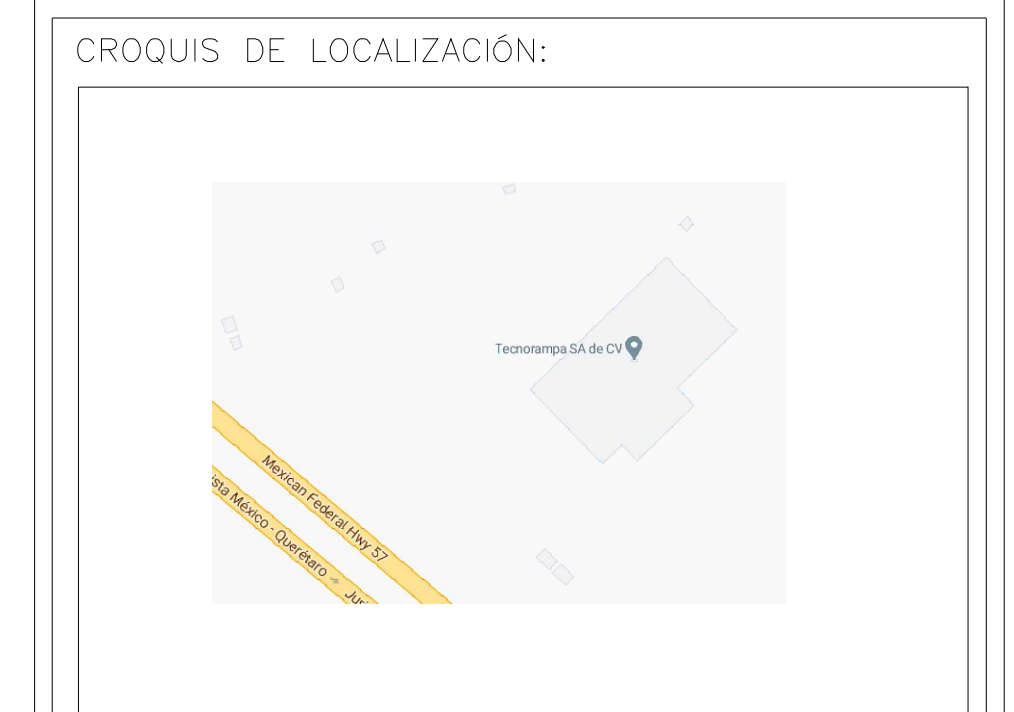 CROQUIS DE LOCALIZACIÓN:
Tecnorampa SA de CV
Mexican Federal Hwy 57
ista México - Querétaro